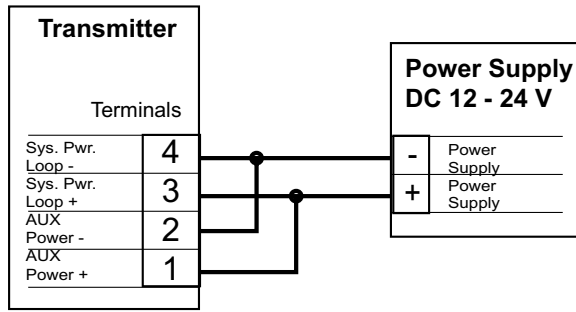 Transmitter
Terminals
Sys. Pwr.
Loop -
4
Sys. Pwr.
Loop +
3
AUX
Power -
2
AUX
Power +
1
Power Supply
DC 12 - 24 V
-
Power
Supply
+
Power
Supply